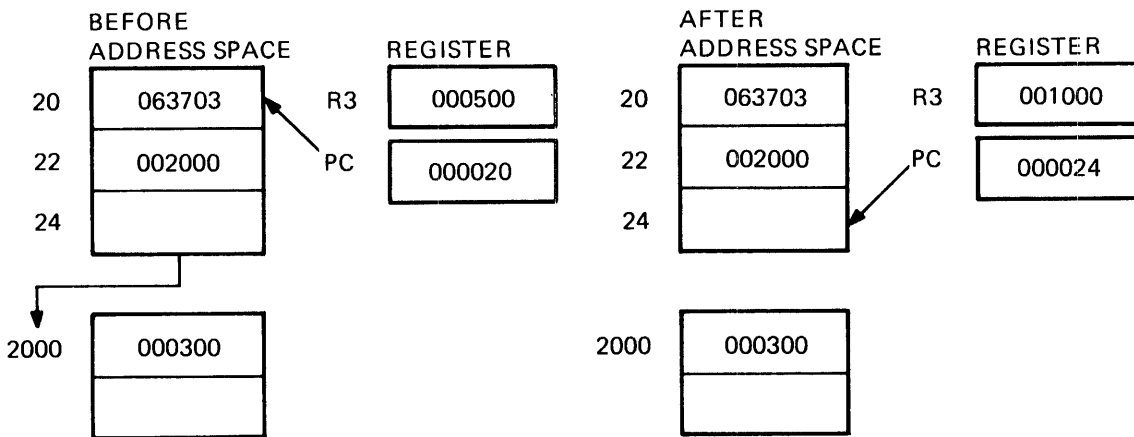 BEFORE
ADDRESS SPACE REGISTER
20 063703 R3 000500
22 002000 PC 000020
24
2000 000300
AFTER
ADDRESS SPACE REGISTER
20 063703 R3 001000
22 002000 PC 000024
24
2000 000300